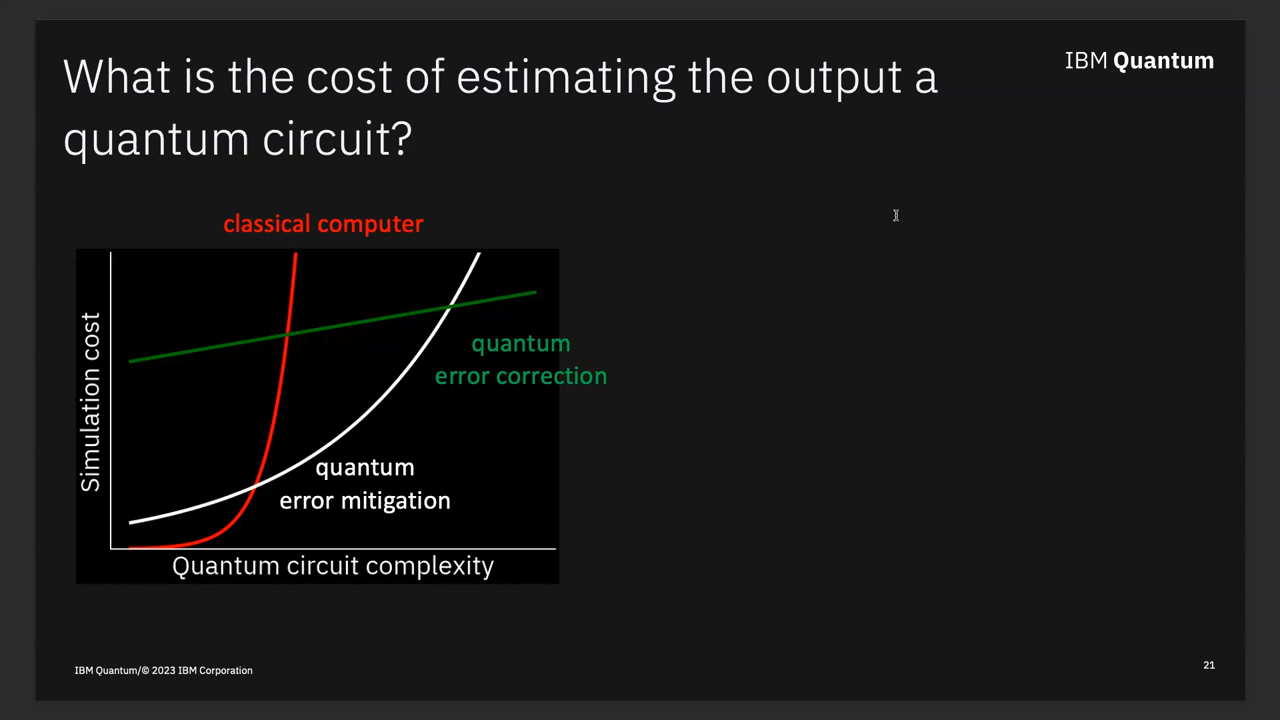 What is the cost of estimating the output a
quantum circuit?
IBM Quantum
classical computer
Simulation cost
quantum
error correction
quantum
error mitigation
Quantum circuit complexity
IBM Quantum/© 2023 IBM Corporation
21